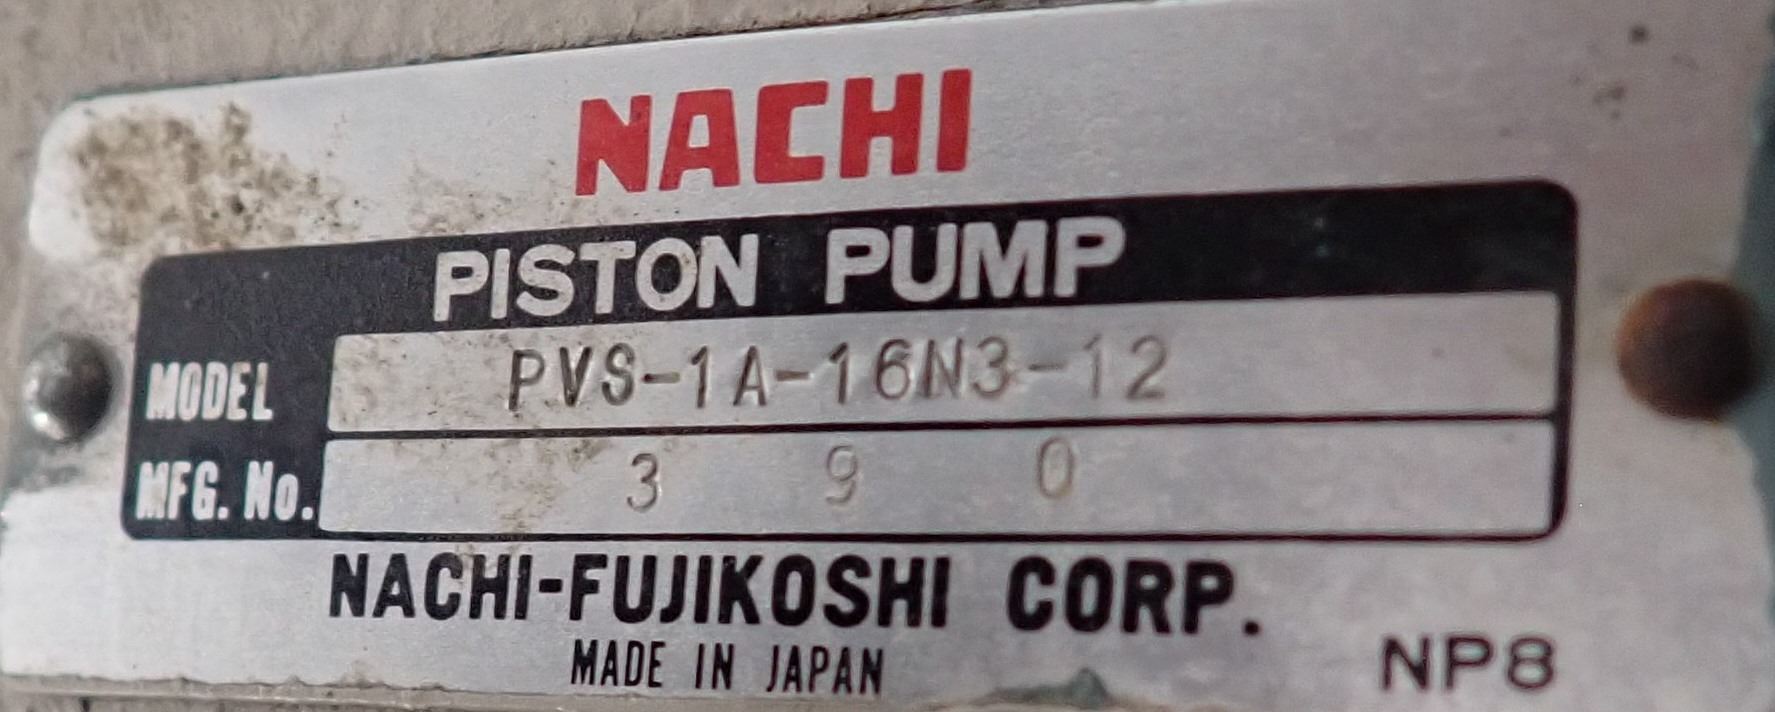 NACHI
PISTON PUMP
MODEL PVS-1A-16N3-12
MFG. No. 3 9 0
NACHI-FUJIKOSHI CORP.
MADE IN JAPAN
NP8